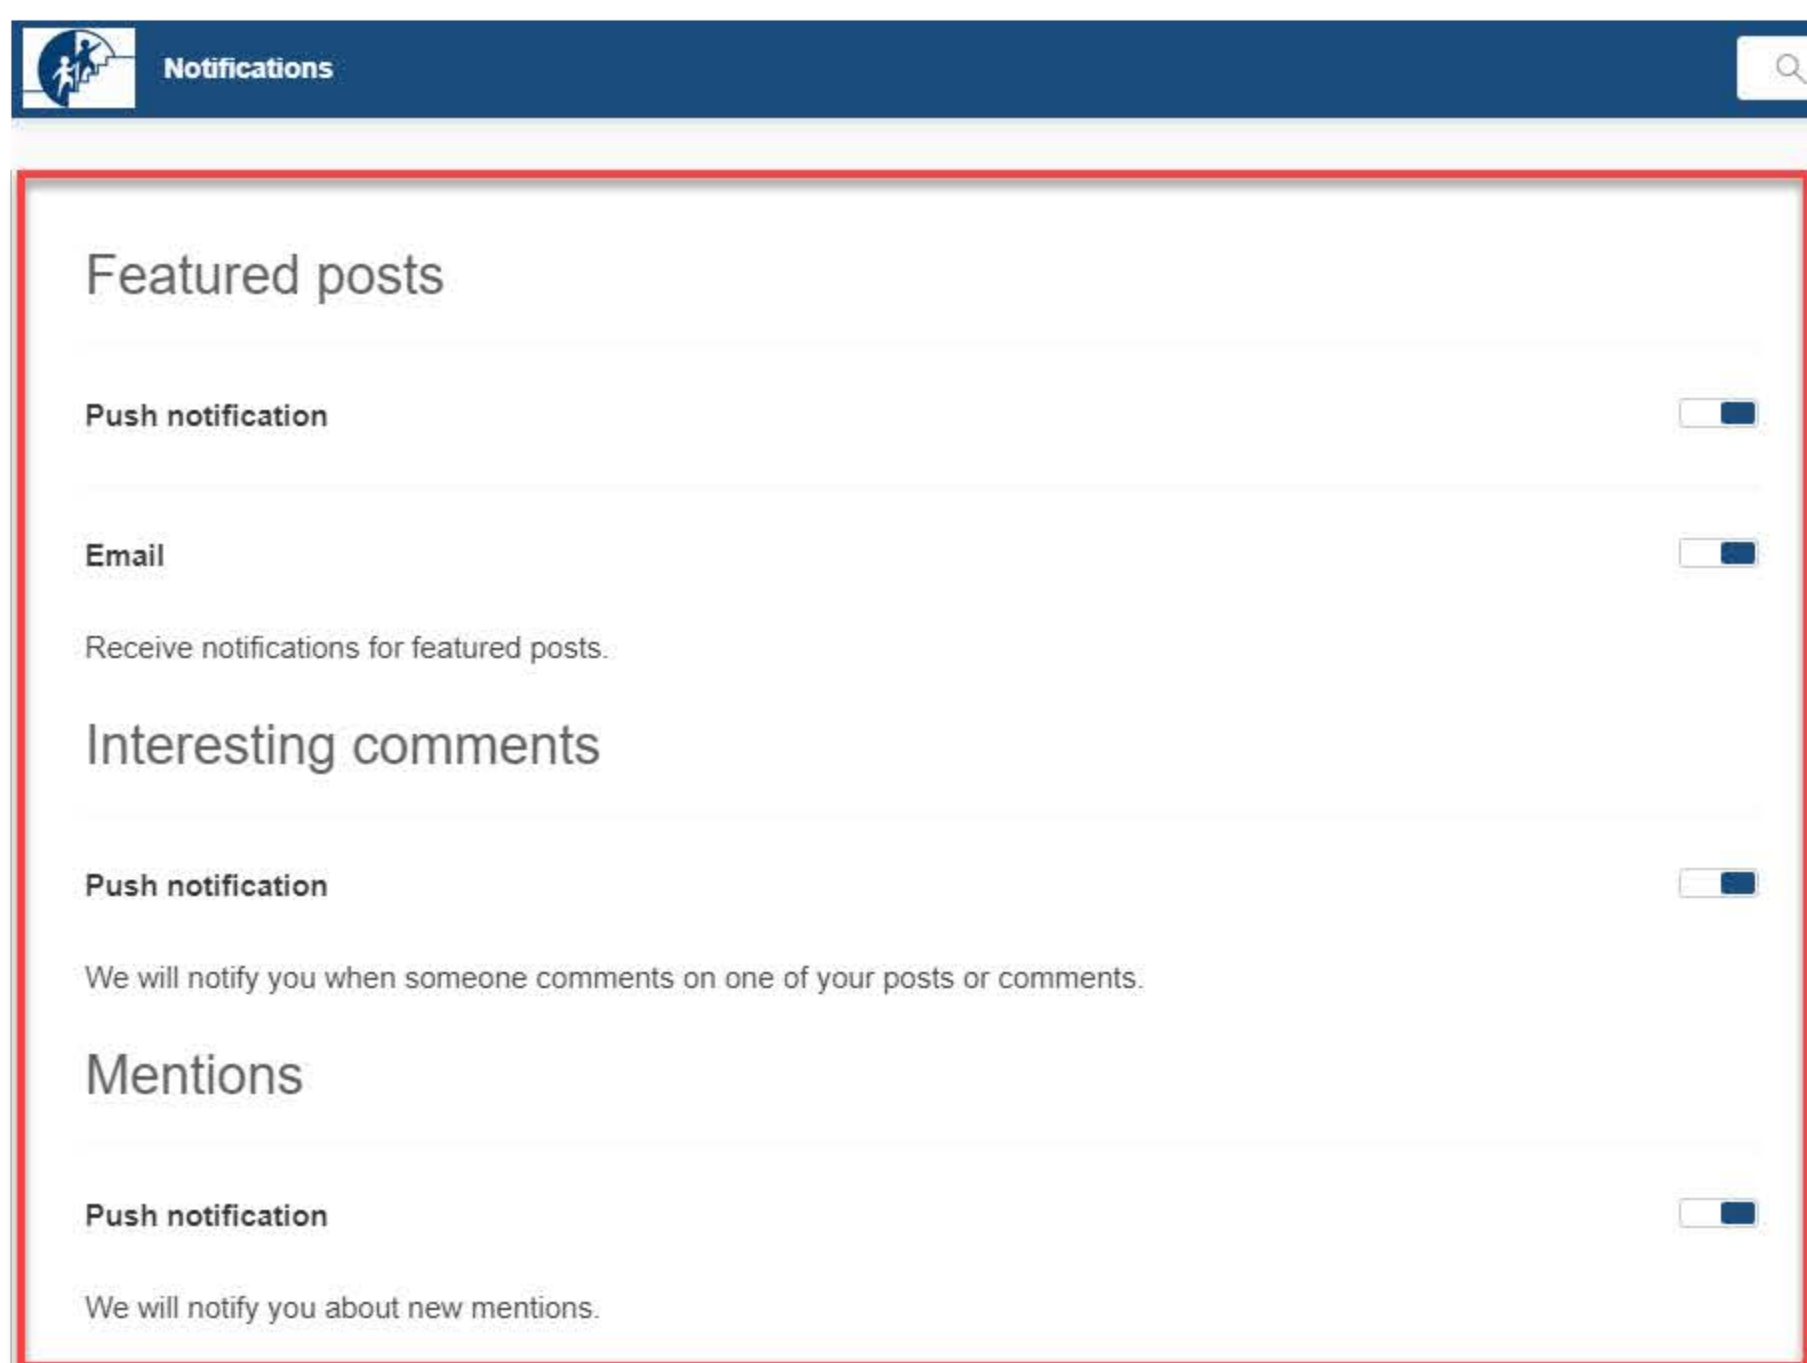 Notifications
Featured posts
Push notification
Email
Receive notifications for featured posts.
Interesting comments
Push notification
We will notify you when someone comments on one of your posts or comments.
Mentions
Push notification
We will notify you about new mentions.